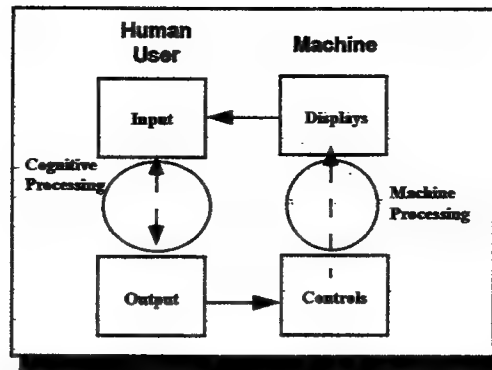 Human
User
Machine
Input
Displays
Cognitive
Processing
Machine
Processing
Output
Controls